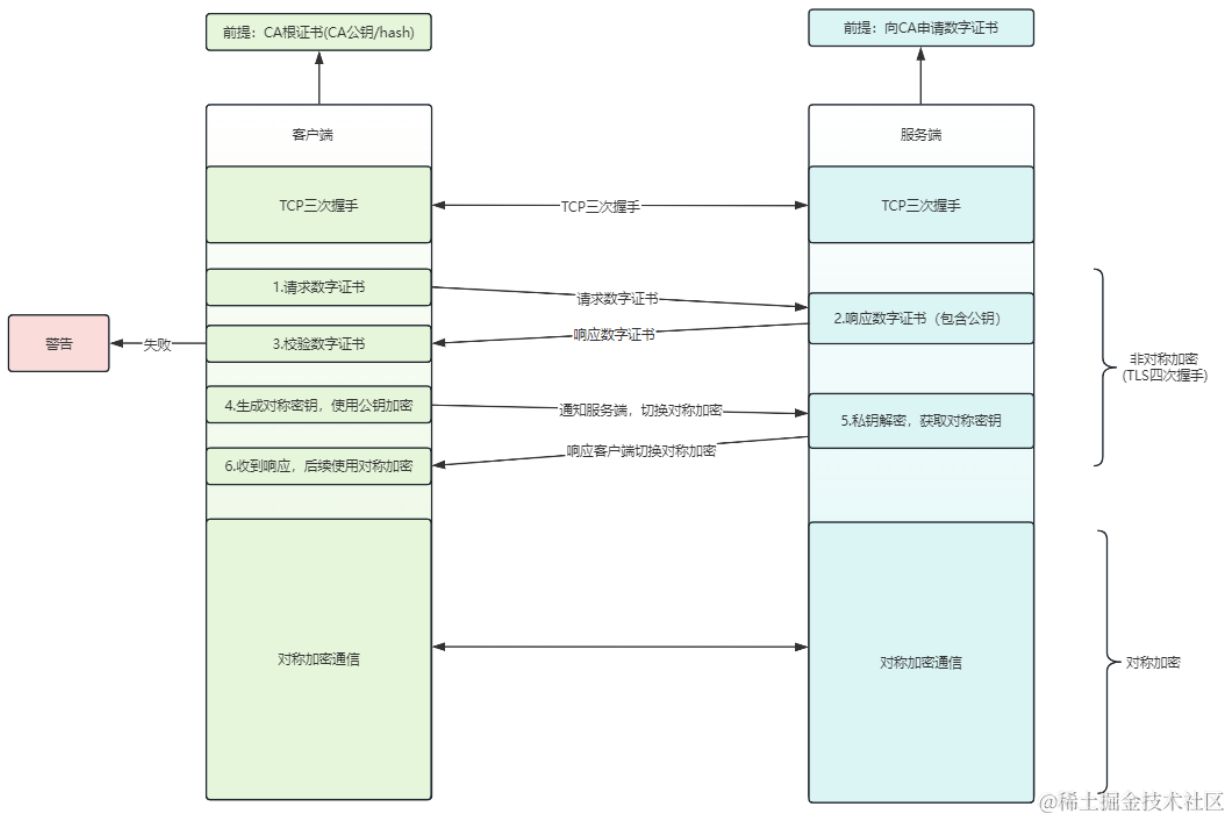 前提：CA根证书(CA公钥/hash)
前提：向CA申请数字证书
客户端
服务端
TCP三次握手
TCP三次握手
TCP三次握手
1.请求数字证书
请求数字证书
2.响应数字证书（包含公钥）
响应数字证书
警告
失败
3.校验数字证书
非对称加密
(TLS四次握手)
4.生成对称密钥，使用公钥加密
通知服务端，切换对称加密
5.私钥解密，获取对称密钥
响应客户端切换对称加密
6.收到响应，后续使用对称加密
对称加密通信
对称加密通信
对称加密
@稀土掘金技术社区